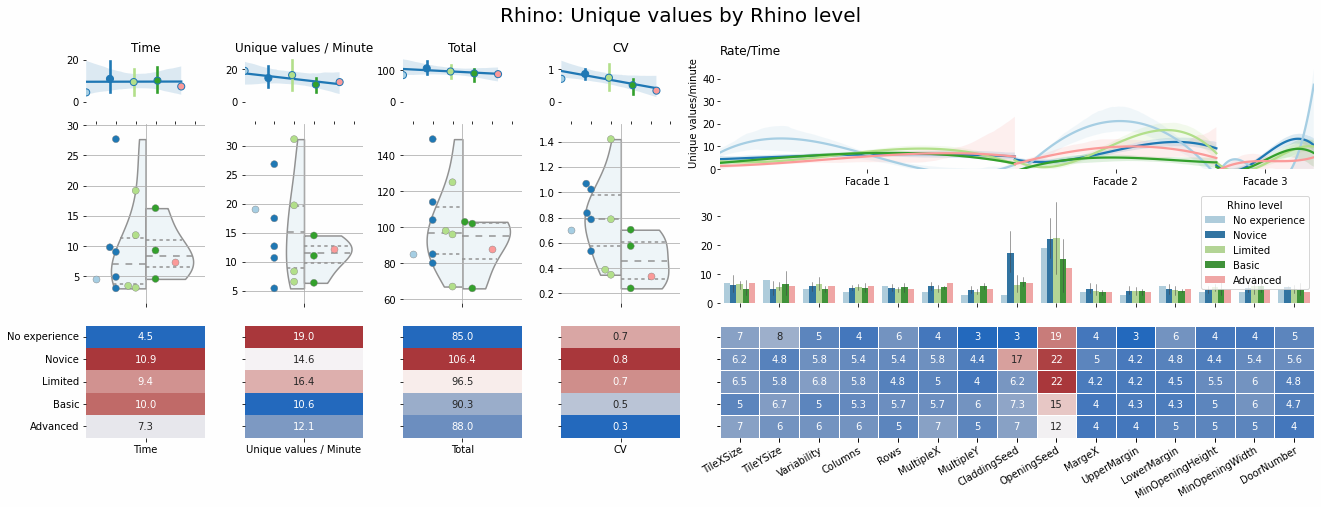 Rhino: Unique values by Rhino level
Time
Unique values / Minute
Total
CV
Rate/Time
20
0
20
0
100
0
1
0
Unique values/minute
40
30
20
10
0
Facade 1
Facade 2
Facade 3
30
25
20
15
10
5
35
30
25
20
15
10
5
140
120
100
80
60
1.4
1.2
1.0
0.8
0.6
0.4
0.2
30
20
10
0
Rhino level
No experience
Novice
Limited
Basic
Advanced
No experience 4.5 19.0 85.0 0.7 7 8 5 4 6 4 3 3 19 4 3 6 4 4 5
Novice 10.9 14.6 106.4 0.8 6.2 4.8 5.8 5.4 5.4 5.8 4.4 17 22 5 4.2 4.8 4.4 5.4 5.6
Limited 9.4 16.4 96.5 0.7 6.5 5.8 6.8 5.8 4.8 5 4 6.2 22 4.2 4.2 4.5 5.5 6 4.8
Basic 10.0 10.6 90.3 0.5 5 6.7 5 5.3 5.7 5.7 6 7.3 15 4 4.3 4.3 5 6 4.7
Advanced 7.3 12.1 88.0 0.3 7 6 6 6 5 7 5 7 12 4 4 5 5 5 4
Time
Unique values / Minute
Total
CV
TileXSize
TileYSize
Variability
Columns
Rows
MultipleX
MultipleY
CladdingSeed
OpeningSeed
MargeX
UpperMargin
LowerMargin
MinOpeningHeight
MinOpeningWidth
DoorNumber